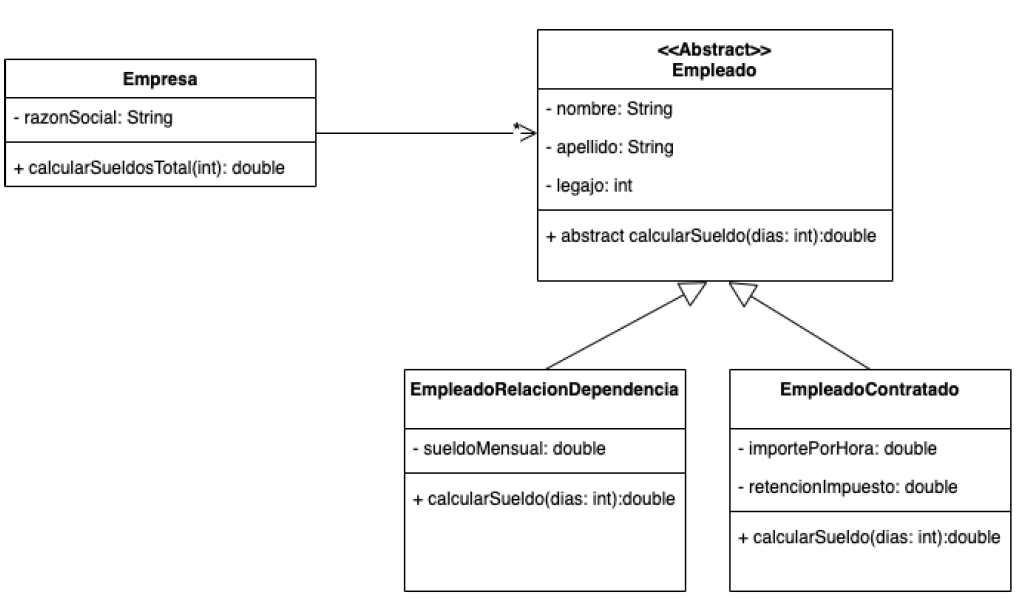 Empresa
- razonSocial: String
+ calcularSueldosTotal(int): double
*
<<Abstract>>
Empleado
- nombre: String
- apellido: String
- legajo: int
+ abstract calcularSueldo(dias: int):double
EmpleadoRelacionDependencia
- sueldoMensual: double
+ calcularSueldo(dias: int):double
EmpleadoContratado
- importePorHora: double
- retencionImpuesto: double
+ calcularSueldo(dias: int):double